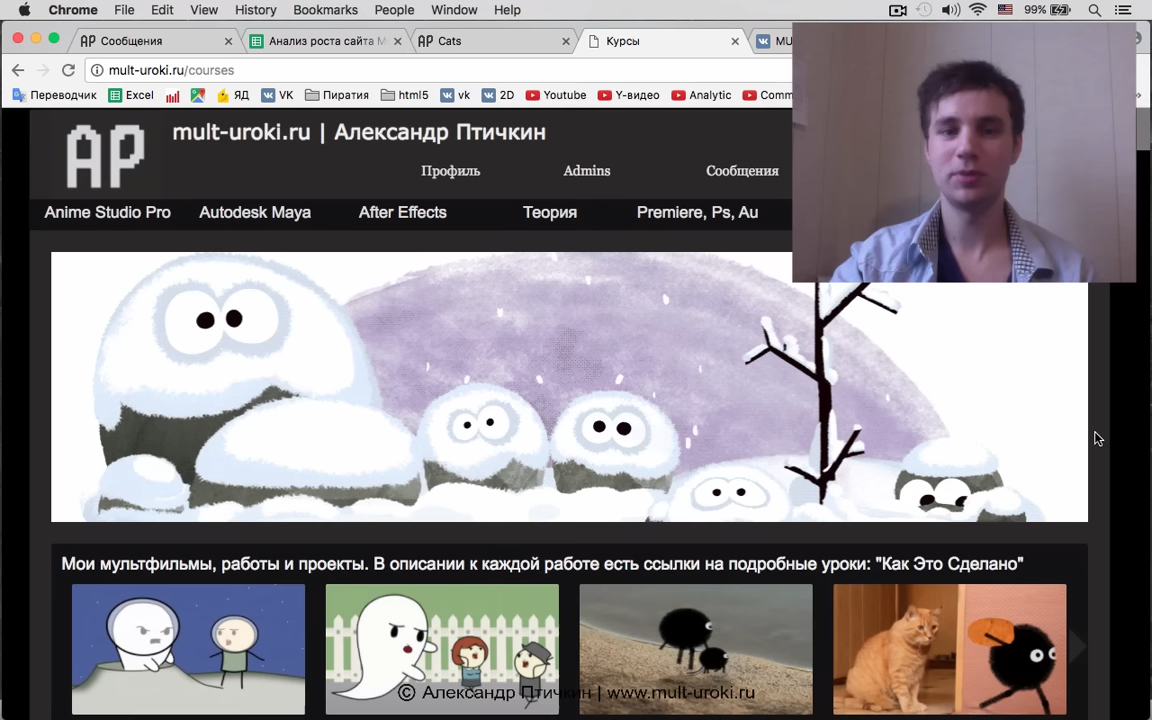 Chrome File Edit View History Bookmarks People Window Help 99%
Сообщения Анализ роста сайта Cats Курсы MU
mult-uroki.ru/courses
Переводчик Excel ЯД VK Пиратия html5 vk 2D Youtube Y-видео Analytic Comm
AP mult-uroki.ru | Александр Птичкин
Профиль Admins Сообщения
Anime Studio Pro Autodesk Maya After Effects Теория Premiere, Ps, Au
Мои мультфильмы, работы и проекты. В описании к каждой работе есть ссылки на подробные уроки: "Как Это Сделано"
© Александр Птичкин | www.mult-uroki.ru